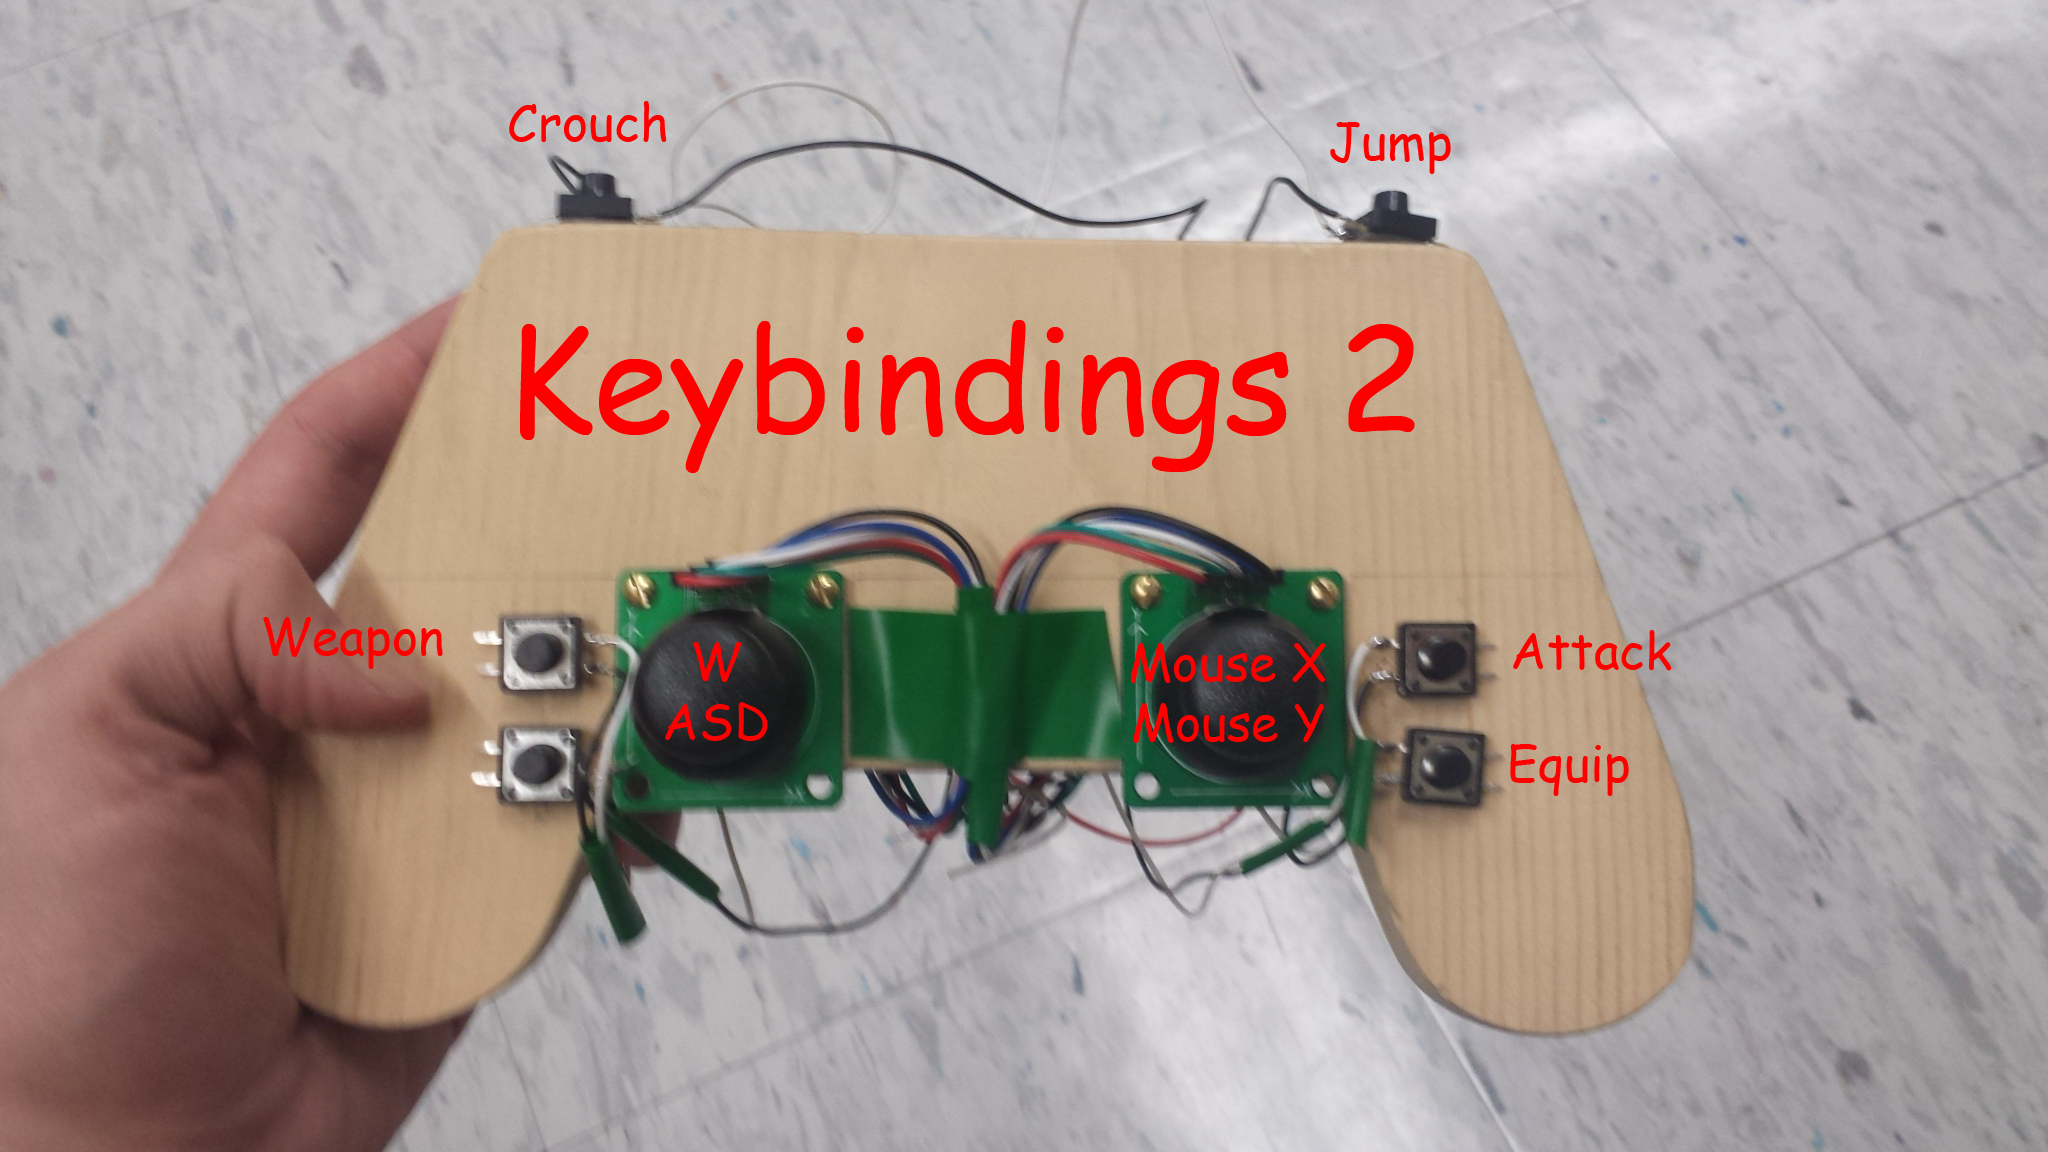 Crouch
Jump
Keybindings 2
Weapon
W
ASD
Mouse X
Mouse Y
Attack
Equip